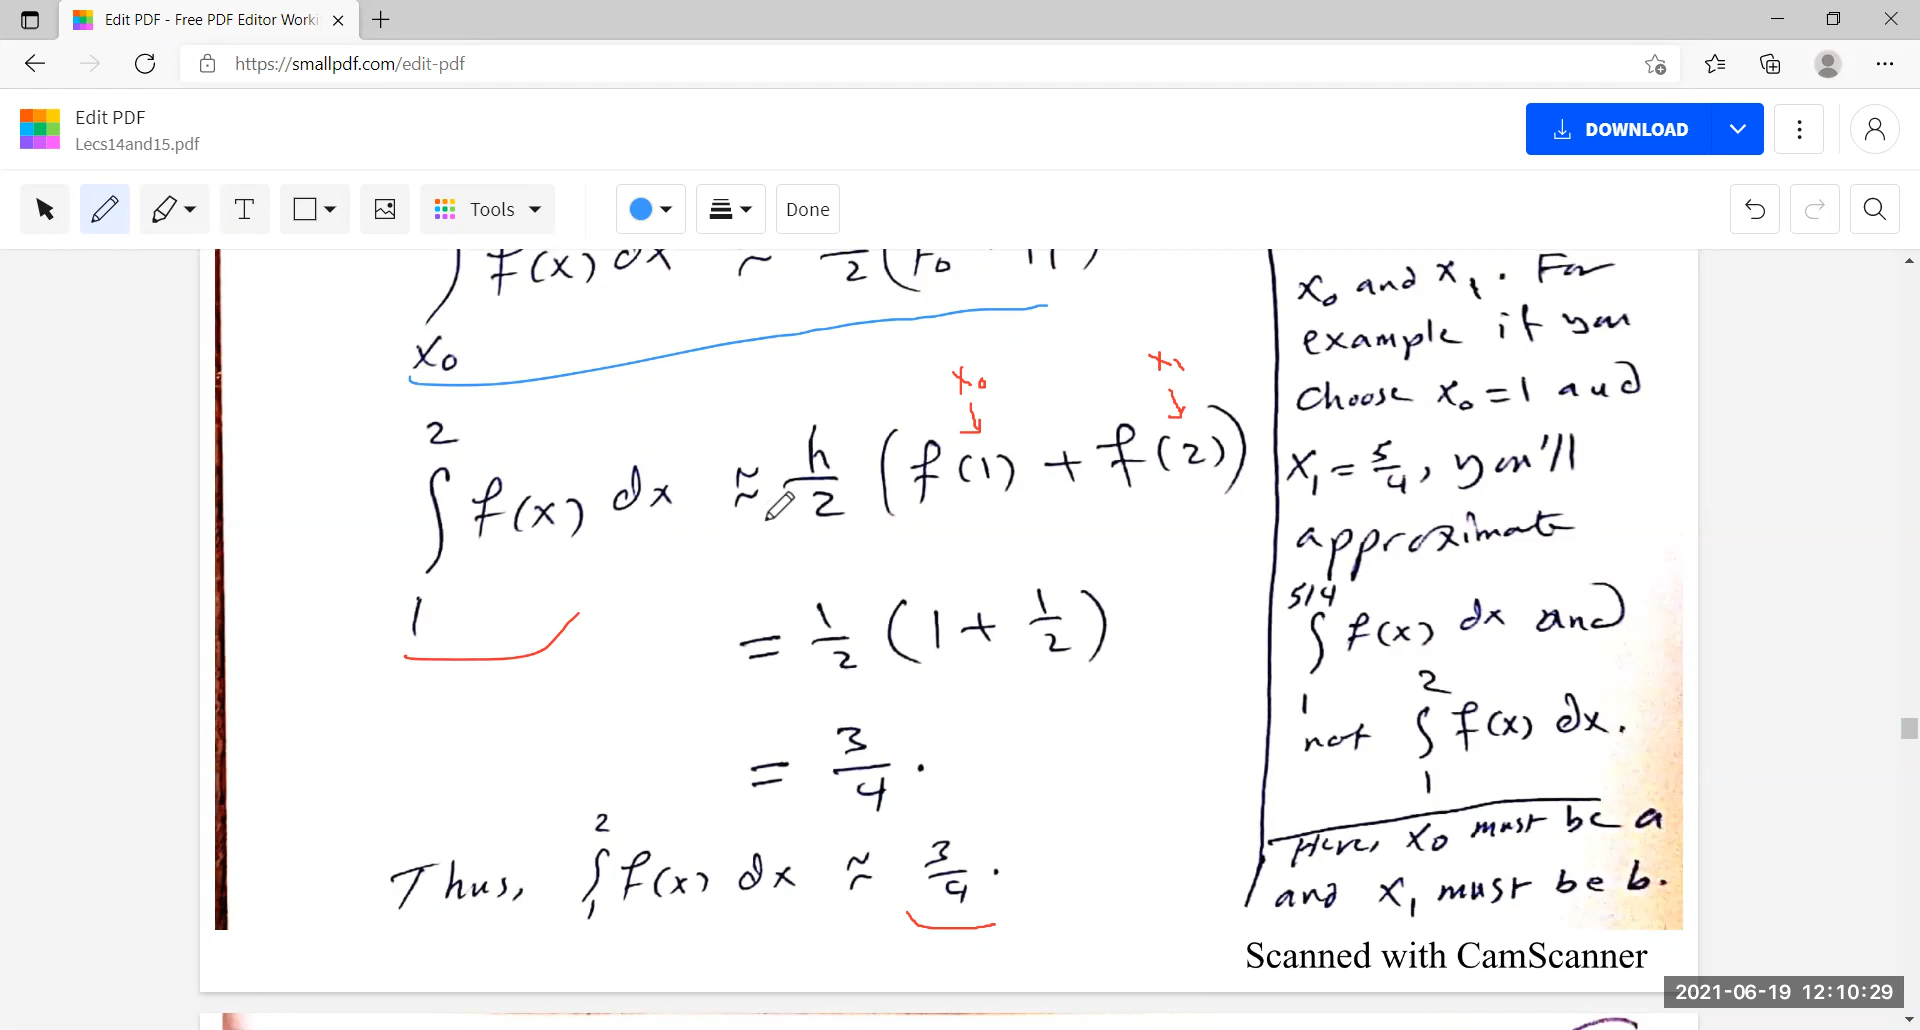 Edit PDF - Free PDF Editor Worki
https://smallpdf.com/edit-pdf
Edit PDF
Lecs14and15.pdf
DOWNLOAD
T
Tools
Done
∫ f(x) dx ~ /2 (
x₀
x₀
x₁
2
∫ f(x) dx ≈ h/2 (f(1) + f(2))
1
= 1/2 (1 + 1/2)
= 3/4 .
2
Thus, ∫ f(x) dx ≈ 3/4 .
1
x₀ and x₁ . For
example if you
choose x₀ = 1 and
x₁ = 5/4 , you'll
approximate
5/4
∫ f(x) dx and
1
2
not ∫ f(x) dx.
1
Here, x₀ must be a
and x₁ must be b.
Scanned with CamScanner
2021-06-19 12:10:29